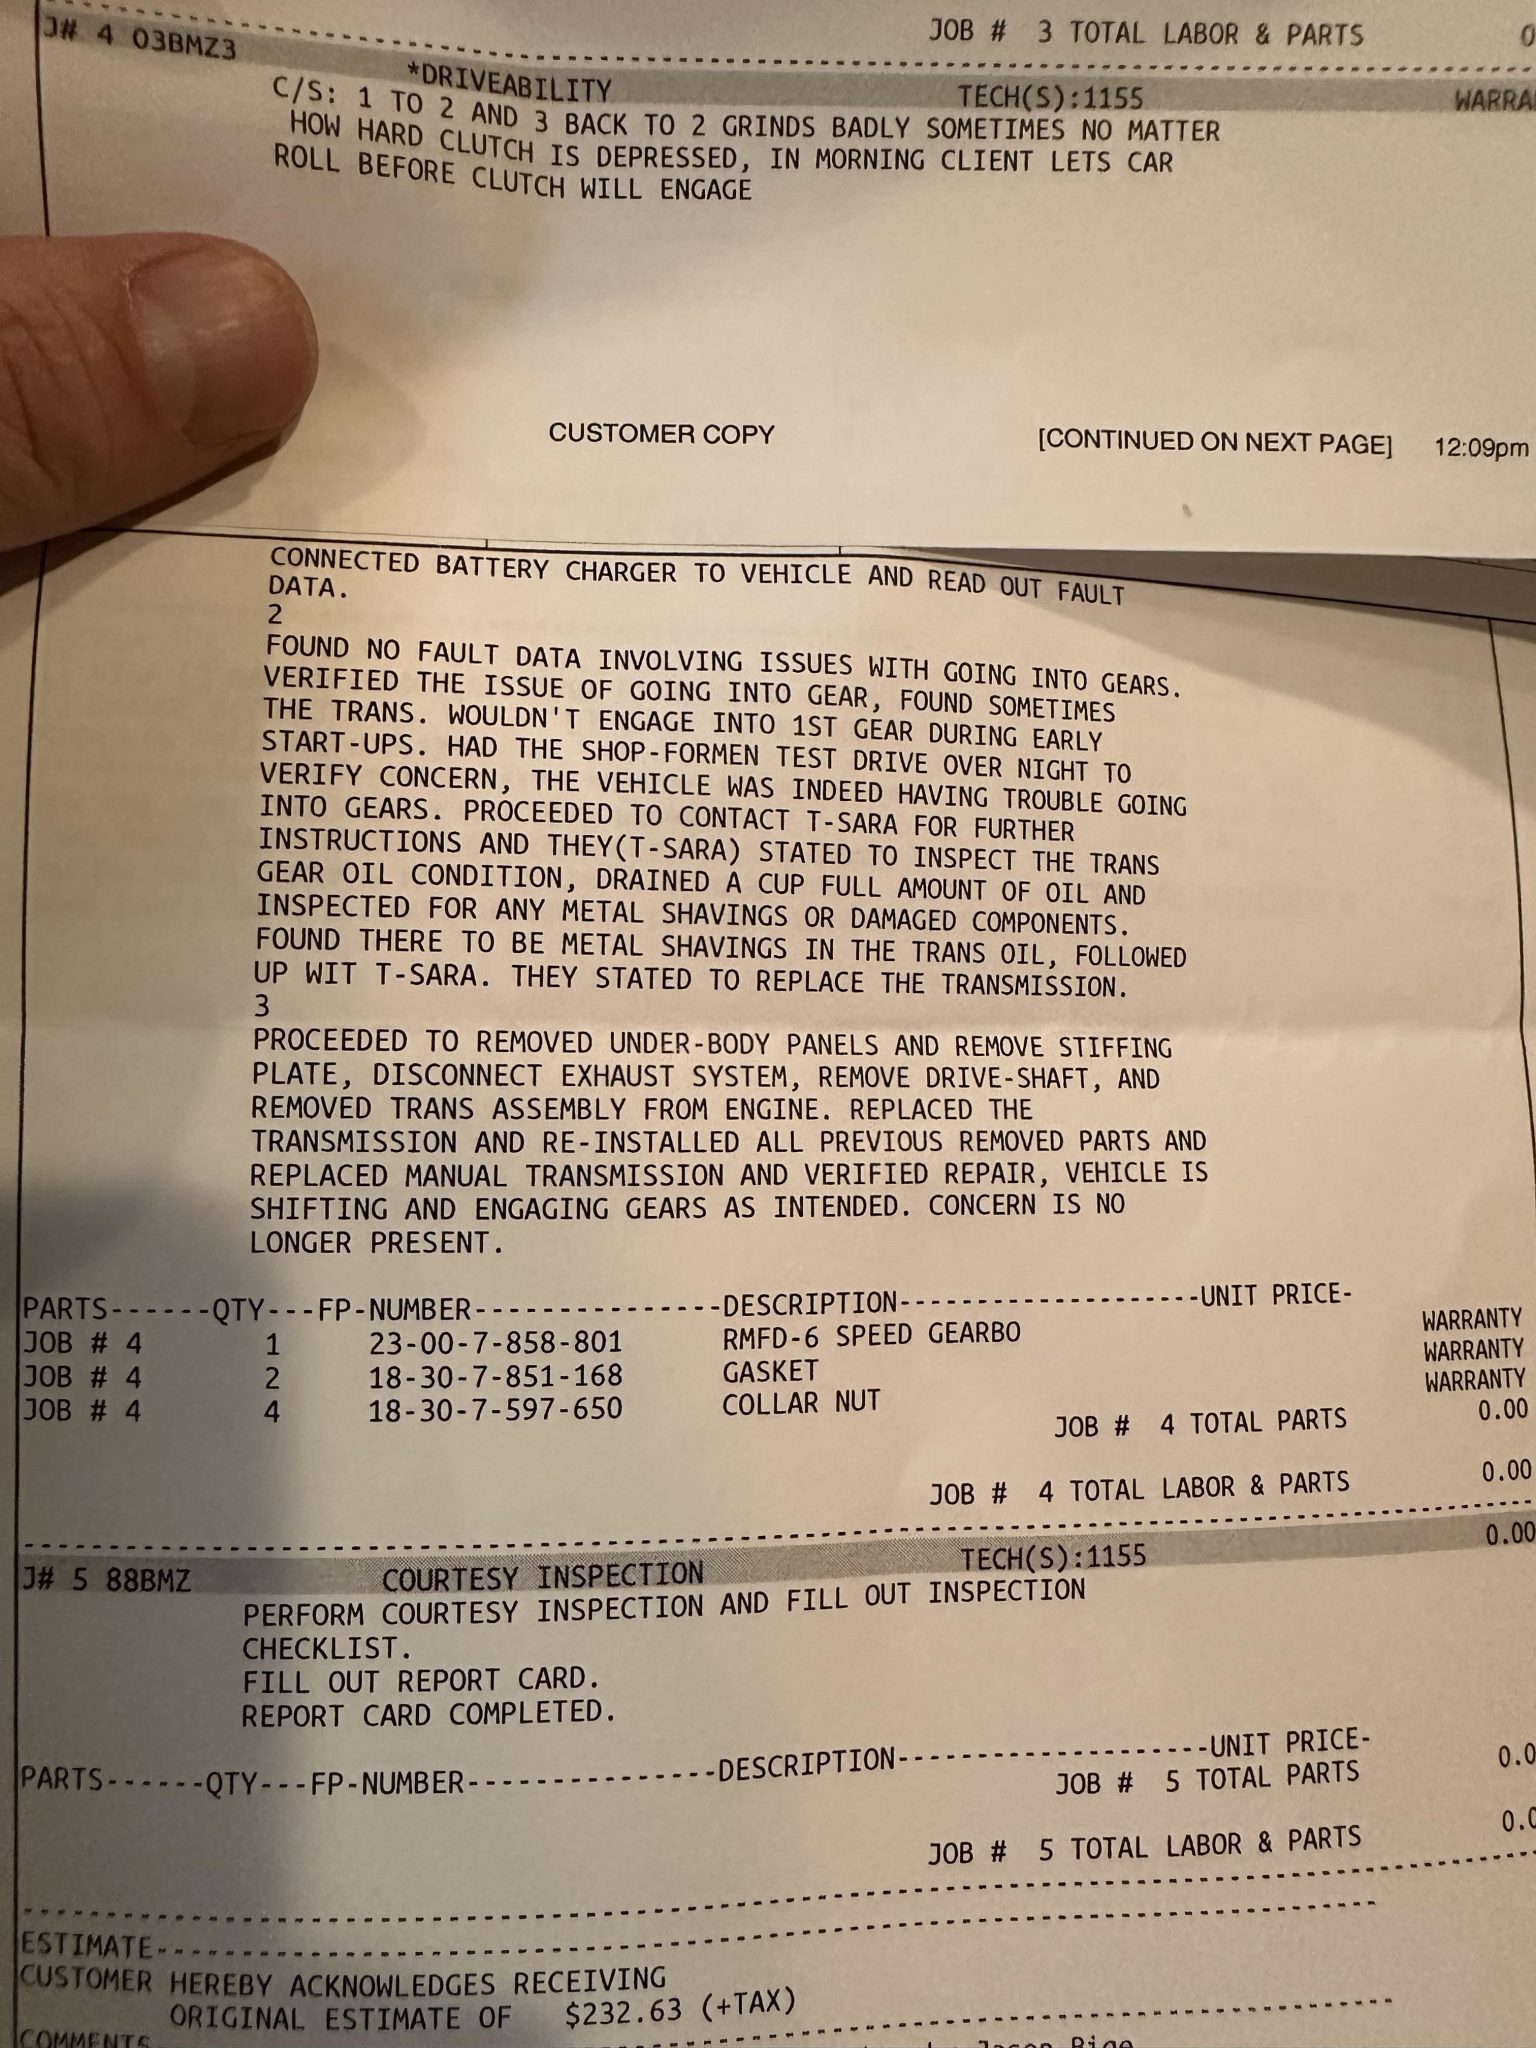 JOB # 3 TOTAL LABOR & PARTS
J# 4 03BMZ3 *DRIVEABILITY TECH(S):1155
C/S: 1 TO 2 AND 3 BACK TO 2 GRINDS BADLY SOMETIMES NO MATTER
HOW HARD CLUTCH IS DEPRESSED, IN MORNING CLIENT LETS CAR
ROLL BEFORE CLUTCH WILL ENGAGE
CUSTOMER COPY [CONTINUED ON NEXT PAGE] 12:09pm
CONNECTED BATTERY CHARGER TO VEHICLE AND READ OUT FAULT
DATA.
2
FOUND NO FAULT DATA INVOLVING ISSUES WITH GOING INTO GEARS.
VERIFIED THE ISSUE OF GOING INTO GEAR, FOUND SOMETIMES
THE TRANS. WOULDN'T ENGAGE INTO 1ST GEAR DURING EARLY
START-UPS. HAD THE SHOP-FORMEN TEST DRIVE OVER NIGHT TO
VERIFY CONCERN, THE VEHICLE WAS INDEED HAVING TROUBLE GOING
INTO GEARS. PROCEEDED TO CONTACT T-SARA FOR FURTHER
INSTRUCTIONS AND THEY(T-SARA) STATED TO INSPECT THE TRANS
GEAR OIL CONDITION, DRAINED A CUP FULL AMOUNT OF OIL AND
INSPECTED FOR ANY METAL SHAVINGS OR DAMAGED COMPONENTS.
FOUND THERE TO BE METAL SHAVINGS IN THE TRANS OIL, FOLLOWED
UP WIT T-SARA. THEY STATED TO REPLACE THE TRANSMISSION.
3
PROCEEDED TO REMOVED UNDER-BODY PANELS AND REMOVE STIFFING
PLATE, DISCONNECT EXHAUST SYSTEM, REMOVE DRIVE-SHAFT, AND
REMOVED TRANS ASSEMBLY FROM ENGINE. REPLACED THE
TRANSMISSION AND RE-INSTALLED ALL PREVIOUS REMOVED PARTS AND
REPLACED MANUAL TRANSMISSION AND VERIFIED REPAIR, VEHICLE IS
SHIFTING AND ENGAGING GEARS AS INTENDED. CONCERN IS NO
LONGER PRESENT.
PARTS------QTY---FP-NUMBER---------------DESCRIPTION--------------------UNIT PRICE-
JOB # 4 1 23-00-7-858-801 RMFD-6 SPEED GEARBO WARRANTY
JOB # 4 2 18-30-7-851-168 GASKET WARRANTY
JOB # 4 4 18-30-7-597-650 COLLAR NUT WARRANTY
JOB # 4 TOTAL PARTS 0.00
JOB # 4 TOTAL LABOR & PARTS 0.00
J# 5 88BMZ COURTESY INSPECTION TECH(S):1155 0.00
PERFORM COURTESY INSPECTION AND FILL OUT INSPECTION
CHECKLIST.
FILL OUT REPORT CARD.
REPORT CARD COMPLETED.
PARTS------QTY---FP-NUMBER---------------DESCRIPTION--------------------UNIT PRICE-
JOB # 5 TOTAL PARTS 0.0
JOB # 5 TOTAL LABOR & PARTS 0.0
ESTIMATE
CUSTOMER HEREBY ACKNOWLEDGES RECEIVING
ORIGINAL ESTIMATE OF $232.63 (+TAX)
COMMENTS